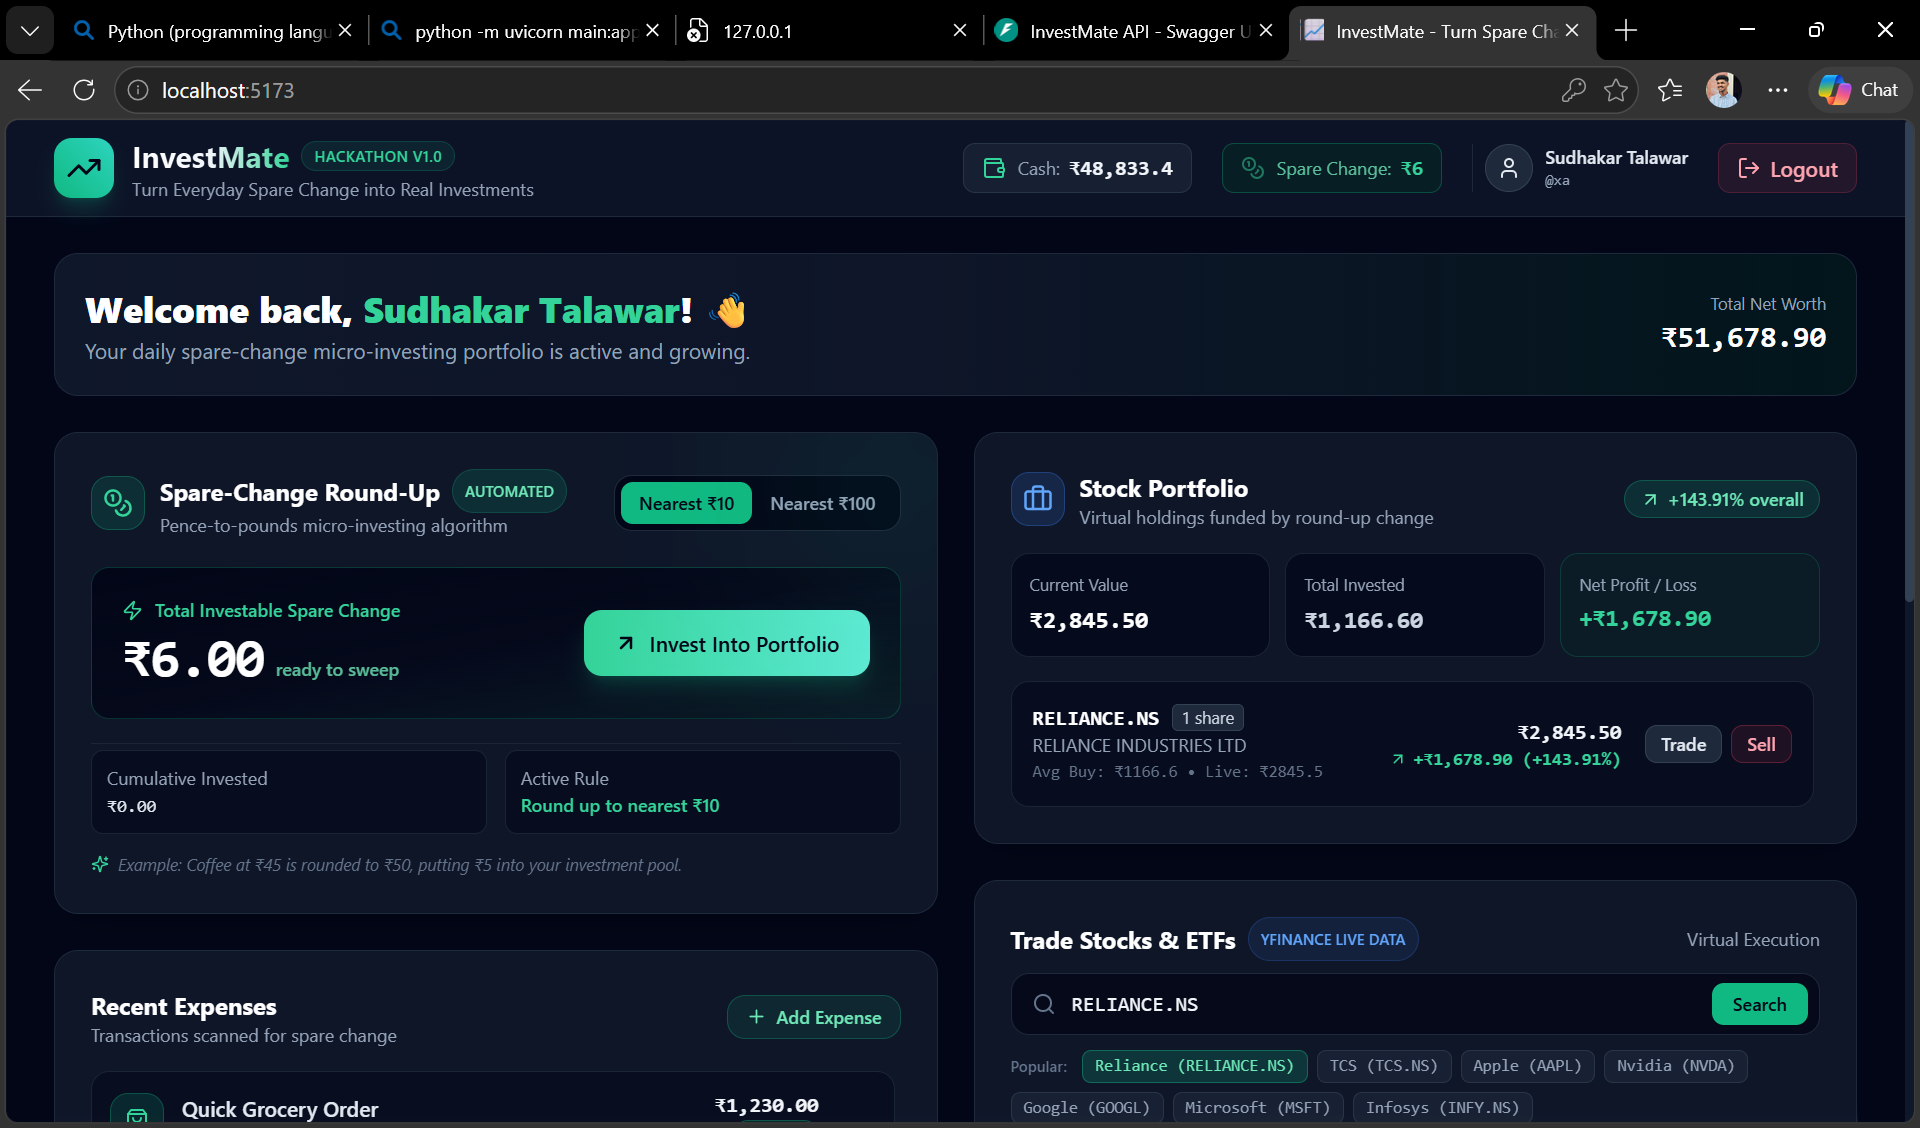 Python (programming langu
python -m uvicorn main:app
127.0.0.1
InvestMate API - Swagger U
InvestMate - Turn Spare Cha
localhost:5173
Chat
InvestMate
HACKATHON V1.0
Turn Everyday Spare Change into Real Investments
Cash: ₹48,833.4
Spare Change: ₹6
Sudhakar Talawar
@xa
Logout
Welcome back, Sudhakar Talawar! 👋
Your daily spare-change micro-investing portfolio is active and growing.
Total Net Worth
₹51,678.90
Spare-Change Round-Up
AUTOMATED
Pence-to-pounds micro-investing algorithm
Nearest ₹10
Nearest ₹100
Total Investable Spare Change
₹6.00 ready to sweep
Invest Into Portfolio
Cumulative Invested
₹0.00
Active Rule
Round up to nearest ₹10
Example: Coffee at ₹45 is rounded to ₹50, putting ₹5 into your investment pool.
Recent Expenses
Transactions scanned for spare change
Add Expense
Quick Grocery Order
₹1,230.00
Stock Portfolio
Virtual holdings funded by round-up change
+143.91% overall
Current Value
₹2,845.50
Total Invested
₹1,166.60
Net Profit / Loss
+₹1,678.90
RELIANCE.NS
1 share
RELIANCE INDUSTRIES LTD
Avg Buy: ₹1166.6 • Live: ₹2845.5
₹2,845.50
+₹1,678.90 (+143.91%)
Trade
Sell
Trade Stocks & ETFs
YFINANCE LIVE DATA
Virtual Execution
RELIANCE.NS
Search
Popular:
Reliance (RELIANCE.NS)
TCS (TCS.NS)
Apple (AAPL)
Nvidia (NVDA)
Google (GOOGL)
Microsoft (MSFT)
Infosys (INFY.NS)